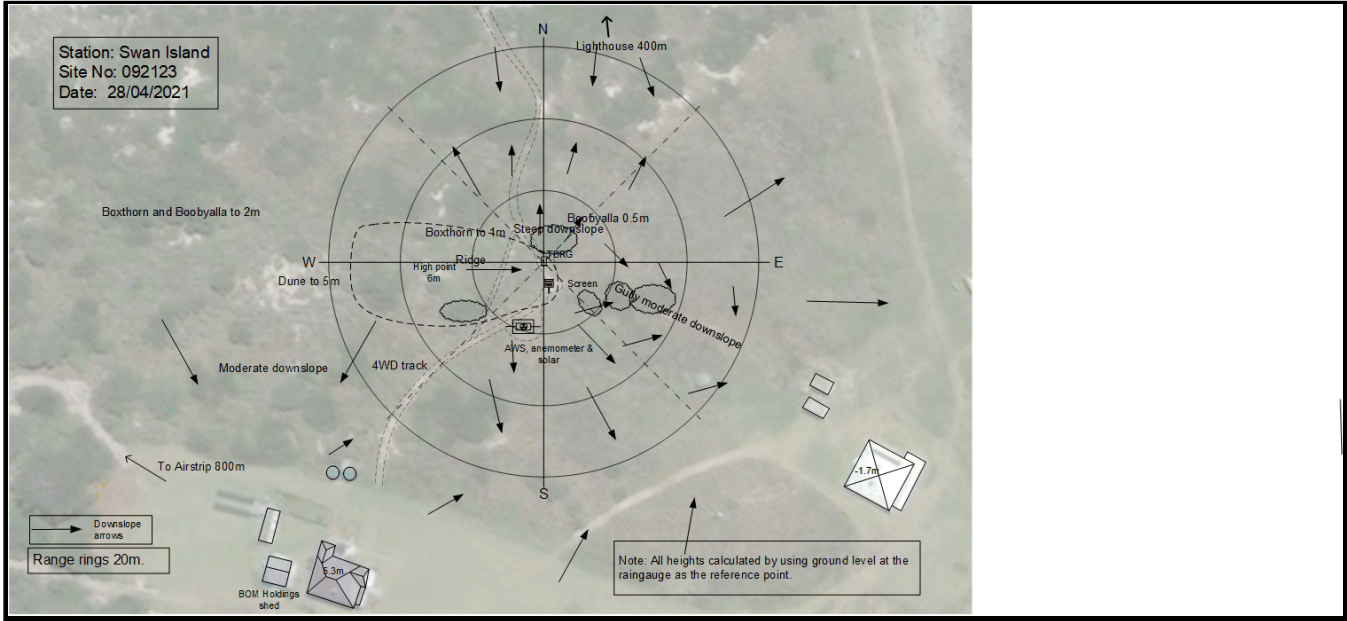 N
Lighthouse 400m
Station: Swan Island
Site No: 092123
Date: 28/04/2021
Boxthorn and Boobyalla to 2m
Boobyalla 0.5m
Boxthorn to 1m
Steep downslope
TBRG
W
Ridge
E
High point
6m
Dune to 5m
Screen
Gully moderate downslope
AWS, anemometer &
solar
Moderate downslope
4WD track
To Airstrip 800m
-1.7m
S
Downslope
arrows
Range rings 20m.
5.3m
BOM Holdings
shed
Note: All heights calculated by using ground level at the
raingauge as the reference point.